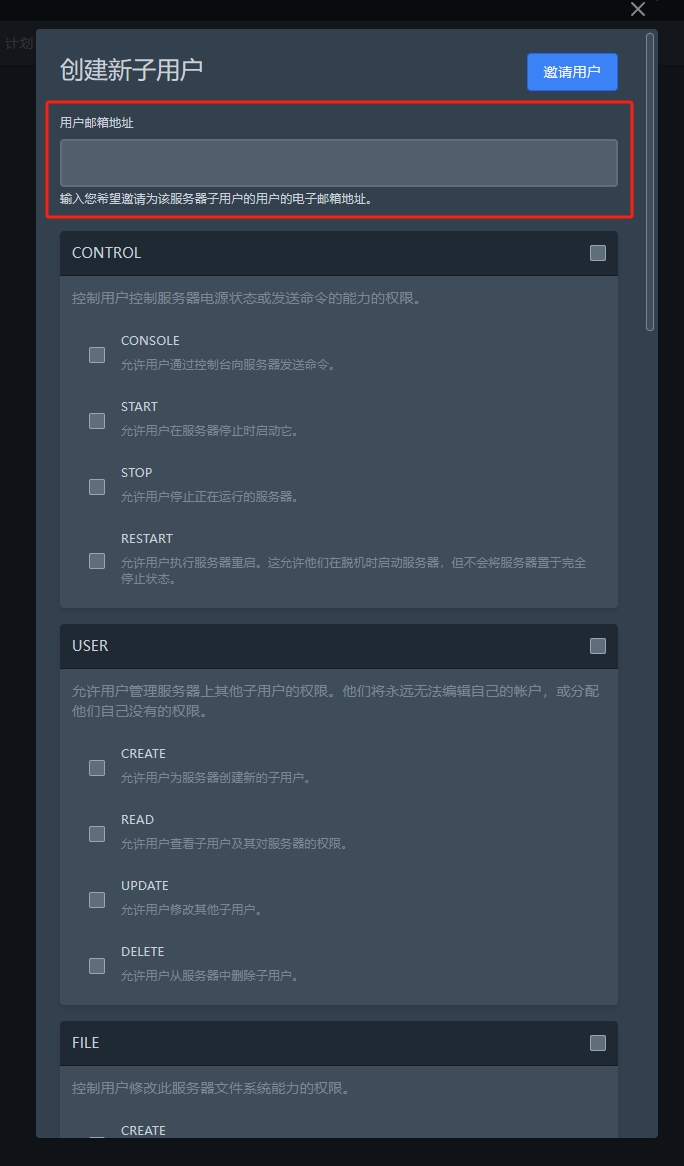 计划
创建新子用户
邀请用户
用户邮箱地址
输入您希望邀请为该服务器子用户的用户的电子邮箱地址。
CONTROL
控制用户控制服务器电源状态或发送命令的能力的权限。
CONSOLE
允许用户通过控制台向服务器发送命令。
START
允许用户在服务器停止时启动它。
STOP
允许用户停止正在运行的服务器。
RESTART
允许用户执行服务器重启。这允许他们在脱机时启动服务器，但不会将服务器置于完全
停止状态。
USER
允许用户管理服务器上其他子用户的权限。他们将永远无法编辑自己的帐户，或分配
他们自己没有的权限。
CREATE
允许用户为服务器创建新的子用户。
READ
允许用户查看子用户及其对服务器的权限。
UPDATE
允许用户修改其他子用户。
DELETE
允许用户从服务器中删除子用户。
FILE
控制用户修改此服务器文件系统能力的权限。
CREATE